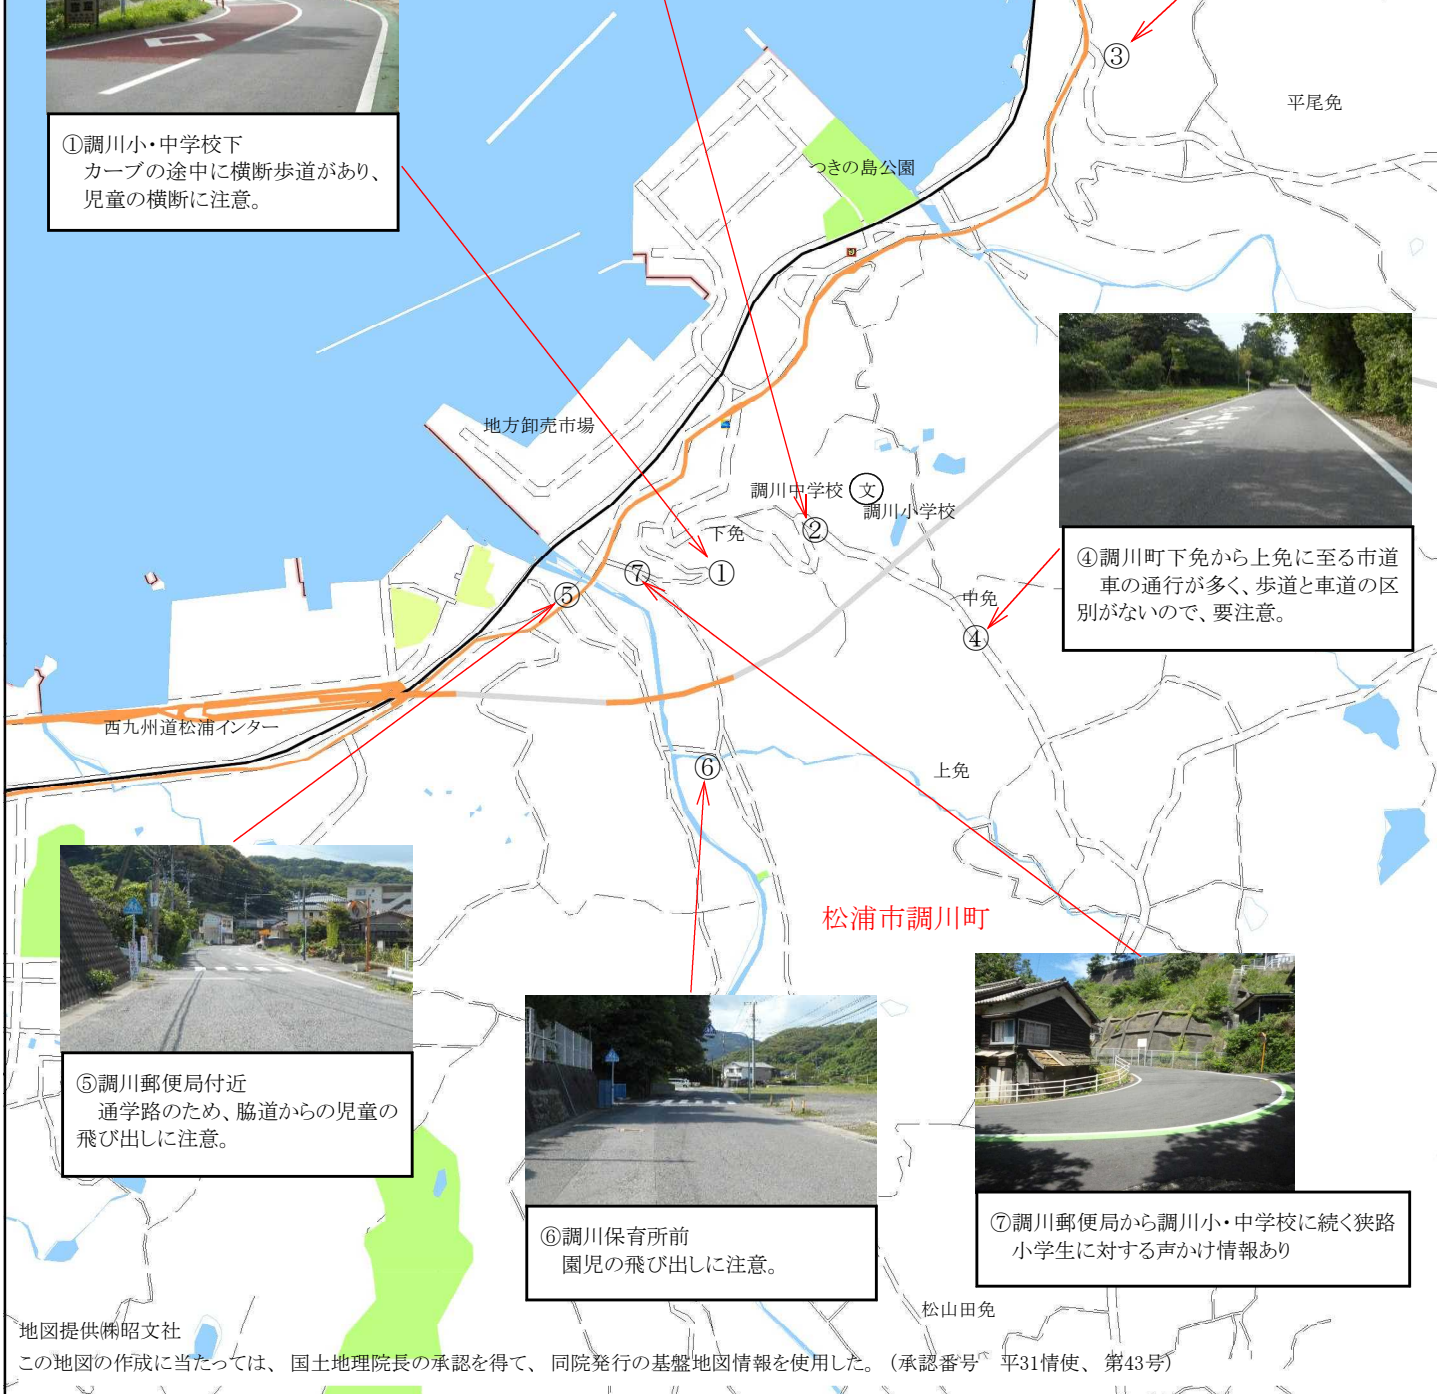 ①調川小・中学校下
カーブの途中に横断歩道があり、
児童の横断に注意。
③
平尾免
つきの島公園
地方卸売市場
調川中学校
文
調川小学校
②
下免
①
⑦
⑤
中免
④
④調川町下免から上免に至る市道
車の通行が多く、歩道と車道の区
別がないので、要注意。
西九州道松浦インター
⑥
上免
松浦市調川町
⑤調川郵便局付近
通学路のため、脇道からの児童の
飛び出しに注意。
⑥調川保育所前
園児の飛び出しに注意。
⑦調川郵便局から調川小・中学校に続く狭路
小学生に対する声かけ情報あり
松山田免
地図提供㈱昭文社
この地図の作成に当たっては、 国土地理院長の承認を得て、 同院発行の基盤地図情報を使用した。 （承認番号　平31情使、 第43号）